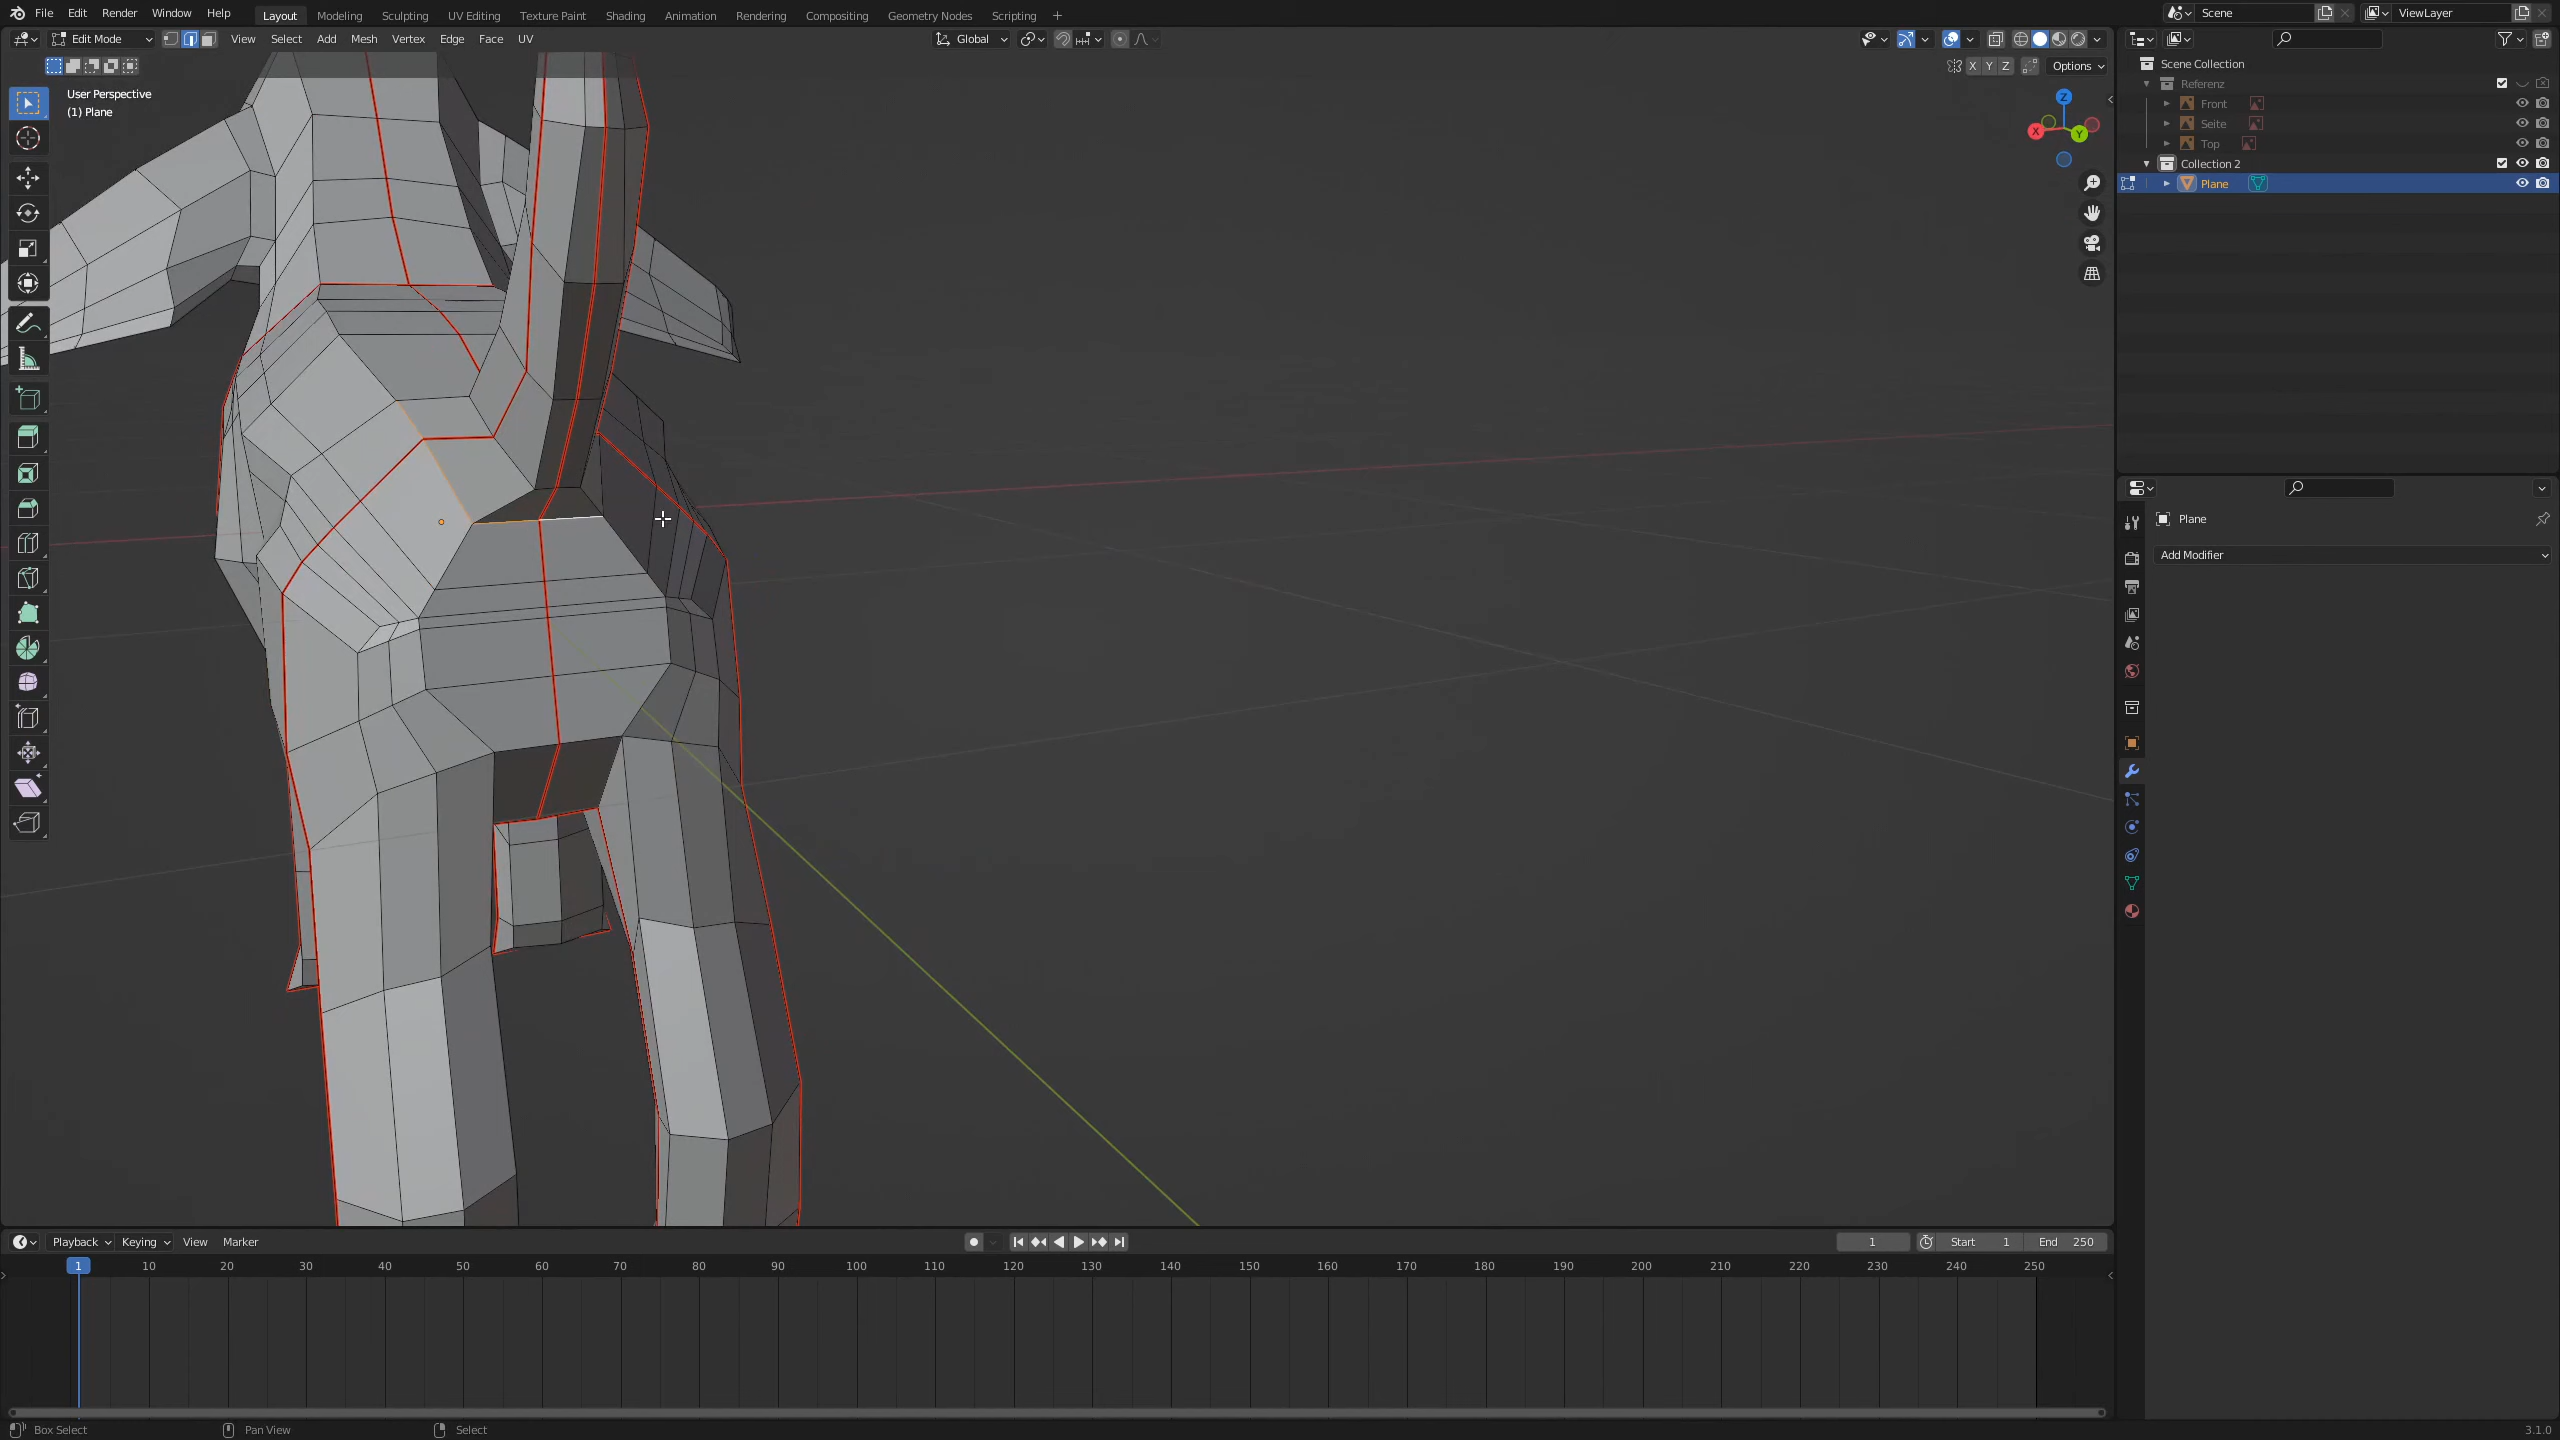 File Edit Render Window Help Layout Modeling Sculpting UV Editing Texture Paint Shading Animation Rendering Compositing Geometry Nodes Scripting + Scene ViewLayer
Edit Mode View Select Add Mesh Vertex Edge Face UV Global
X Y Z Options
User Perspective
(1) Plane
Z
X
Y
Scene Collection
Referenz
Front
Seite
Top
Collection 2
Plane
Plane
Add Modifier
Playback Keying View Marker 1 Start 1 End 250
1 10 20 30 40 50 60 70 80 90 100 110 120 130 140 150 160 170 180 190 200 210 220 230 240 250
Box Select Pan View Select 3.1.0